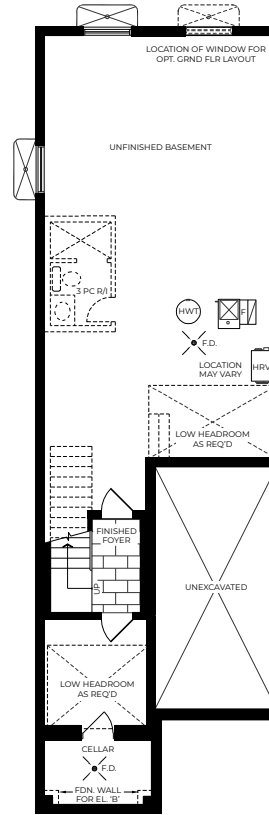 LOCATION OF WINDOW FOR
OPT. GRND FLR LAYOUT
UNFINISHED BASEMENT
3 PC R/I
HWT
F
F.D.
LOCATION
MAY VARY
HRV
LOW HEADROOM
AS REQ'D
FINISHED
FOYER
UP
UNEXCAVATED
LOW HEADROOM
AS REQ'D
CELLAR
F.D.
FDN. WALL
FOR EL. 'B'